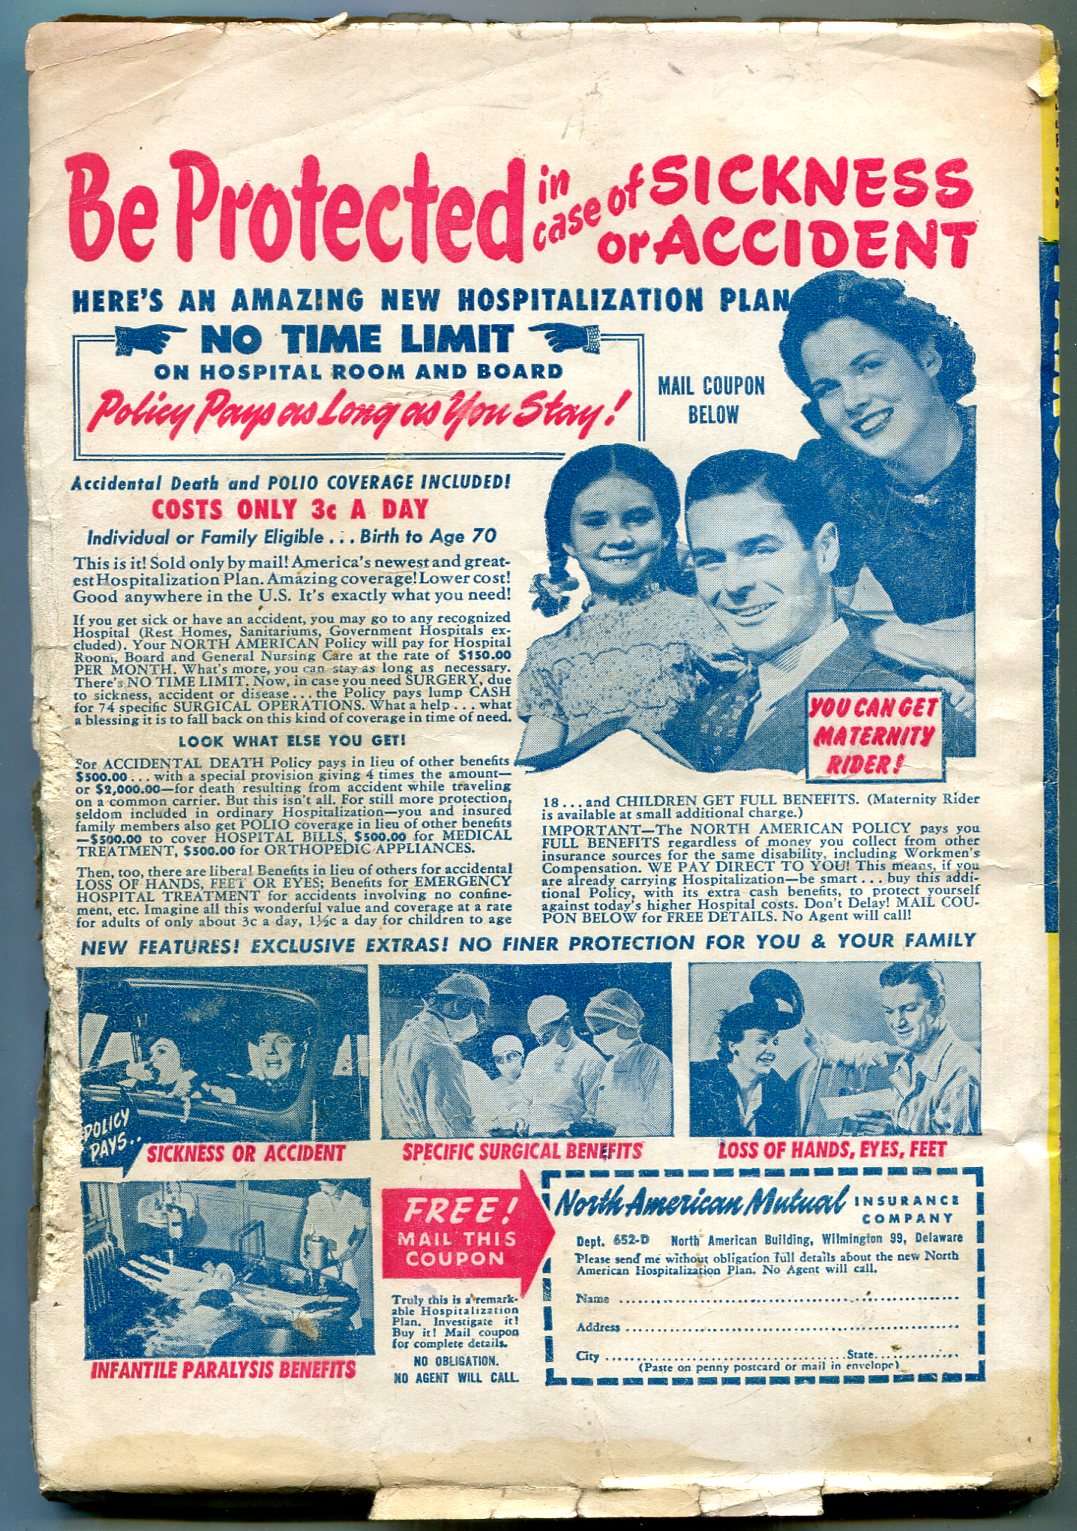 Be Protected in case of SICKNESS or ACCIDENT
HERE'S AN AMAZING NEW HOSPITALIZATION PLAN
NO TIME LIMIT
ON HOSPITAL ROOM AND BOARD
Policy Pays as Long as You Stay!
MAIL COUPON
BELOW
Accidental Death and POLIO COVERAGE INCLUDED!
COSTS ONLY 3c A DAY
Individual or Family Eligible . . . Birth to Age 70
This is it! Sold only by mail! America's newest and great-
est Hospitalization Plan. Amazing coverage! Lower cost!
Good anywhere in the U.S. It's exactly what you need!
If you get sick or have an accident, you may go to any recognized
Hospital (Rest Homes, Sanitariums, Government Hospitals ex-
cluded). Your NORTH AMERICAN Policy will pay for Hospital
Room, Board and General Nursing Care at the rate of $150.00
PER MONTH. What's more, you can stay as long as necessary.
There's NO TIME LIMIT. Now, in case you need SURGERY, due
to sickness, accident or disease . . . the Policy pays lump CASH
for 74 specific SURGICAL OPERATIONS. What a help . . . what
a blessing it is to fall back on this kind of coverage in time of need.
LOOK WHAT ELSE YOU GET!
For ACCIDENTAL DEATH Policy pays in lieu of other benefits
$500.00 . . . with a special provision giving 4 times the amount—
or $2,000.00—for death resulting from accident while traveling
on a common carrier. But this isn't all. For still more protection,
seldom included in ordinary Hospitalization—you and insured
family members also get POLIO coverage in lieu of other benefits
—$500.00 to cover HOSPITAL BILLS, $500.00 for MEDICAL
TREATMENT, $500.00 for ORTHOPEDIC APPLIANCES.
Then, too, there are liberal Benefits in lieu of others for accidental
LOSS OF HANDS, FEET OR EYES; Benefits for EMERGENCY
HOSPITAL TREATMENT for accidents involving no confine-
ment, etc. Imagine all this wonderful value and coverage at a rate
for adults of only about 3c a day, 1½c a day for children to age
YOU CAN GET
MATERNITY
RIDER!
18 . . . and CHILDREN GET FULL BENEFITS. (Maternity Rider
is available at small additional charge.)
IMPORTANT—The NORTH AMERICAN POLICY pays you
FULL BENEFITS regardless of money you collect from other
insurance sources for the same disability, including Workmen's
Compensation. WE PAY DIRECT TO YOU! This means, if you
are already carrying Hospitalization—be smart . . . buy this addi-
tional Policy, with its extra cash benefits, to protect yourself
against today's higher Hospital costs. Don't Delay! MAIL COU-
PON BELOW for FREE DETAILS. No Agent will call!
NEW FEATURES! EXCLUSIVE EXTRAS! NO FINER PROTECTION FOR YOU & YOUR FAMILY
POLICY
PAYS..
SICKNESS OR ACCIDENT
SPECIFIC SURGICAL BENEFITS
LOSS OF HANDS, EYES, FEET
INFANTILE PARALYSIS BENEFITS
FREE!
MAIL THIS
COUPON
Truly this is a remark-
able Hospitalization
Plan. Investigate it!
Buy it! Mail coupon
for complete details.
NO OBLIGATION.
NO AGENT WILL CALL.
North American Mutual INSURANCE
COMPANY
Dept. 652-D North American Building, Wilmington 99, Delaware
Please send me without obligation full details about the new North
American Hospitalization Plan. No Agent will call.
Name
Address
City State
(Paste on penny postcard or mail in envelope)